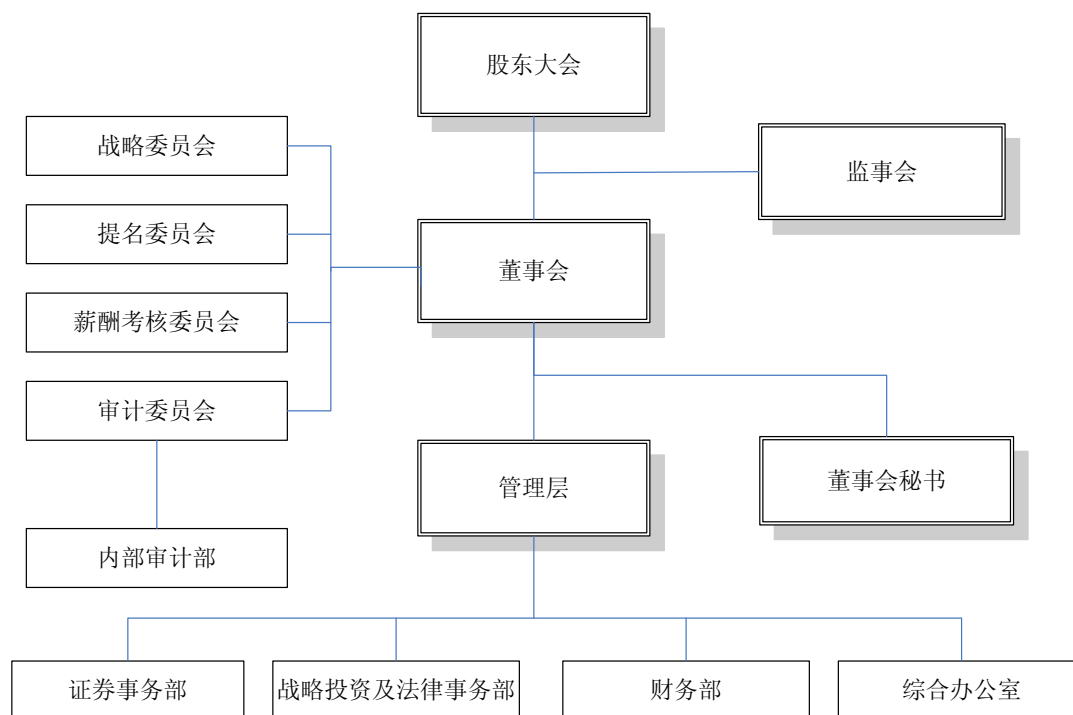 股东大会
战略委员会
监事会
提名委员会
董事会
薪酬考核委员会
审计委员会
管理层
董事会秘书
内部审计部
证券事务部
战略投资及法律事务部
财务部
综合办公室